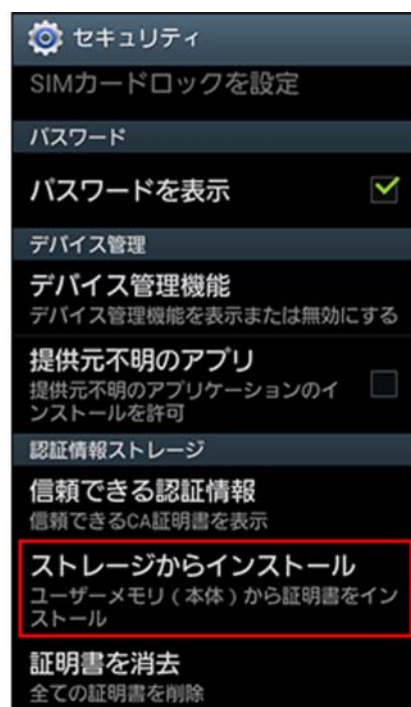 セキュリティ
SIMカードロックを設定
パスワード
パスワードを表示
デバイス管理
デバイス管理機能
デバイス管理機能を表示または無効にする
提供元不明のアプリ
提供元不明のアプリケーションのイ
ンストールを許可
認証情報ストレージ
信頼できる認証情報
信頼できるCA証明書を表示
ストレージからインストール
ユーザーメモリ(本体)から証明書をイン
ストール
証明書を消去
全ての証明書を削除